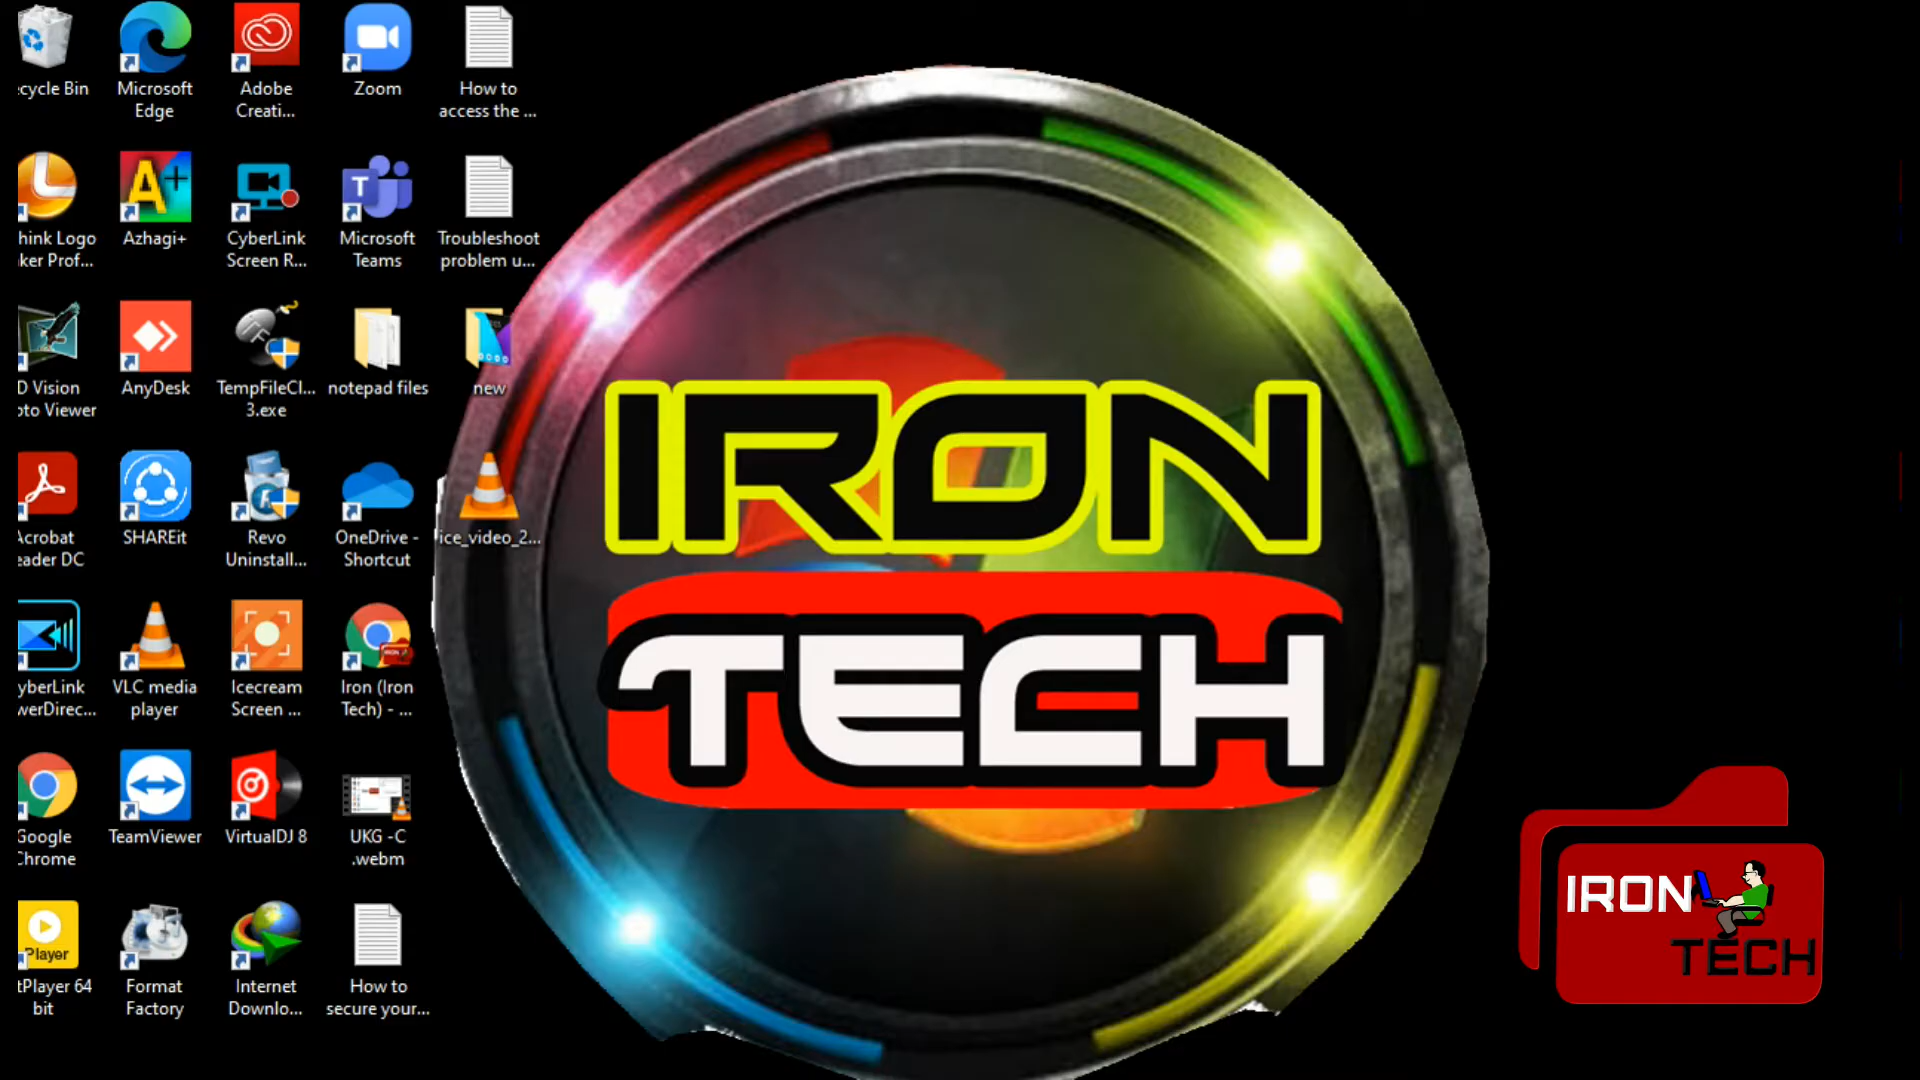 ecycle Bin
Microsoft
Edge
Adobe
Creati...
Zoom
How to
access the ...
hink Logo
ker Prof...
A+
Azhagi+
CyberLink
Screen R...
T
Microsoft
Teams
Troubleshoot
problem u...
D Vision
oto Viewer
AnyDesk
TempFileCl...
3.exe
notepad files
new
Acrobat
eader DC
SHAREit
Revo
Uninstall...
OneDrive -
Shortcut
ice_video_2...
yberLink
werDirec...
VLC media
player
Icecream
Screen ...
Iron (Iron
Tech) - ...
Google
Chrome
TeamViewer
VirtualDJ 8
UKG -C
.webm
Player
tPlayer 64
bit
Format
Factory
Internet
Downlo...
How to
secure your...
IRON
TECH
IRON
TECH